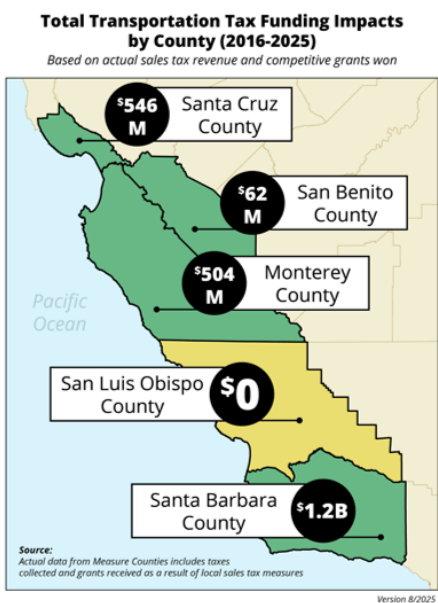 Total Transportation Tax Funding Impacts
by County (2016-2025)
Based on actual sales tax revenue and competitive grants won
$546
M
Santa Cruz
County
$62
M
San Benito
County
$504
M
Monterey
County
Pacific
Ocean
San Luis Obispo
County
$0
Santa Barbara
County
$1.2B
Source:
Actual data from Measure Counties includes taxes
collected and grants received as a result of local sales tax measures
Version 8/2025